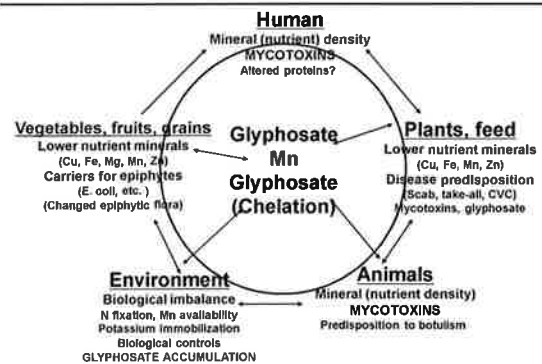 Human
Mineral (nutrient) density
MYCOTOXINS
Altered proteins?
Vegetables, fruits, grains
Lower nutrient minerals
(Cu, Fe, Mg, Mn, Zn)
Carriers for epiphytes
(E. coli, etc. )
(Changed epiphytic flora)
Glyphosate
Mn
Glyphosate
(Chelation)
Plants, feed
Lower nutrient minerals
(Cu, Fe, Mn, Zn)
Disease predisposition
(Scab, take-all, CVC)
Mycotoxins, glyphosate
Environment
Biological imbalance
N fixation, Mn availability
Potassium immobilization
Biological controls
GLYPHOSATE ACCUMULATION
Animals
Mineral (nutrient density)
MYCOTOXINS
Predisposition to botulism